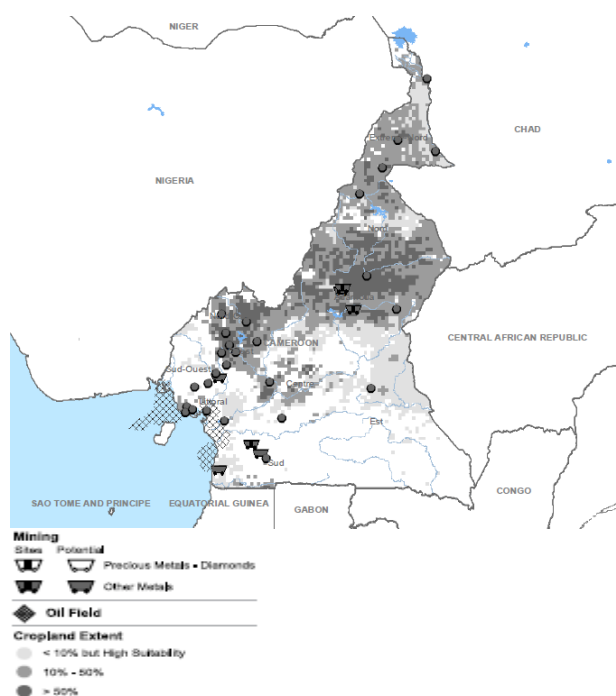 NIGER
CHAD
Extreme-Nord
NIGERIA
Nord
CENTRAL AFRICAN REPUBLIC
CAMEROON
Sud-Ouest
Centre
Littoral
Est
Sud
SAO TOME AND PRINCIPE
EQUATORIAL GUINEA
GABON
CONGO
Mining
Sites Potential
Precious Metals - Diamonds
Other Metals
Oil Field
Cropland Extent
< 10% but High Suitability
10% - 50%
> 50%